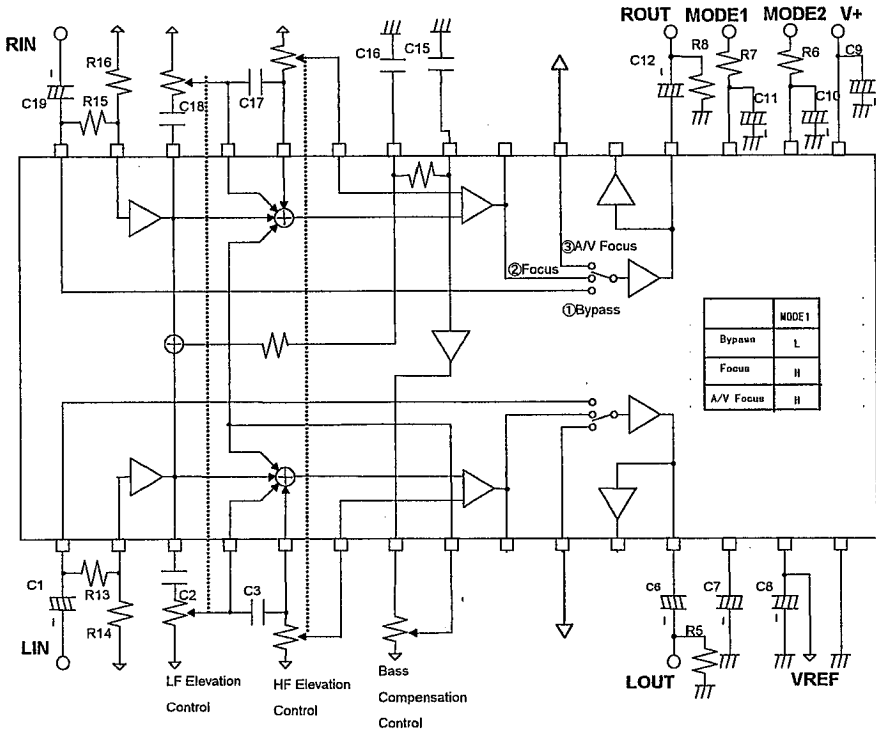 ROUT MODE1 MODE2 V+
RIN
R16
C16
C15
C12
R8
R7
R6
C9
C19
R15
C18
C17
C11
C10
③A/V Focus
②Focus
①Bypass
MODE1
Bypass L
Focus H
A/V Focus H
C1
R13
C2
C3
C6
C7
C8
R14
R5
LIN
LOUT
VREF
LF Elevation
Control
HF Elevation
Control
Bass
Compensation
Control